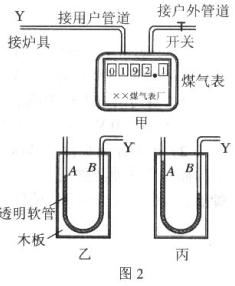 Y 接用户管道 接户外管道
接炉具 开关
0192.1
煤气表
××煤气表厂
甲
A B Y
A B Y
透明软管
木板
乙 丙
图2